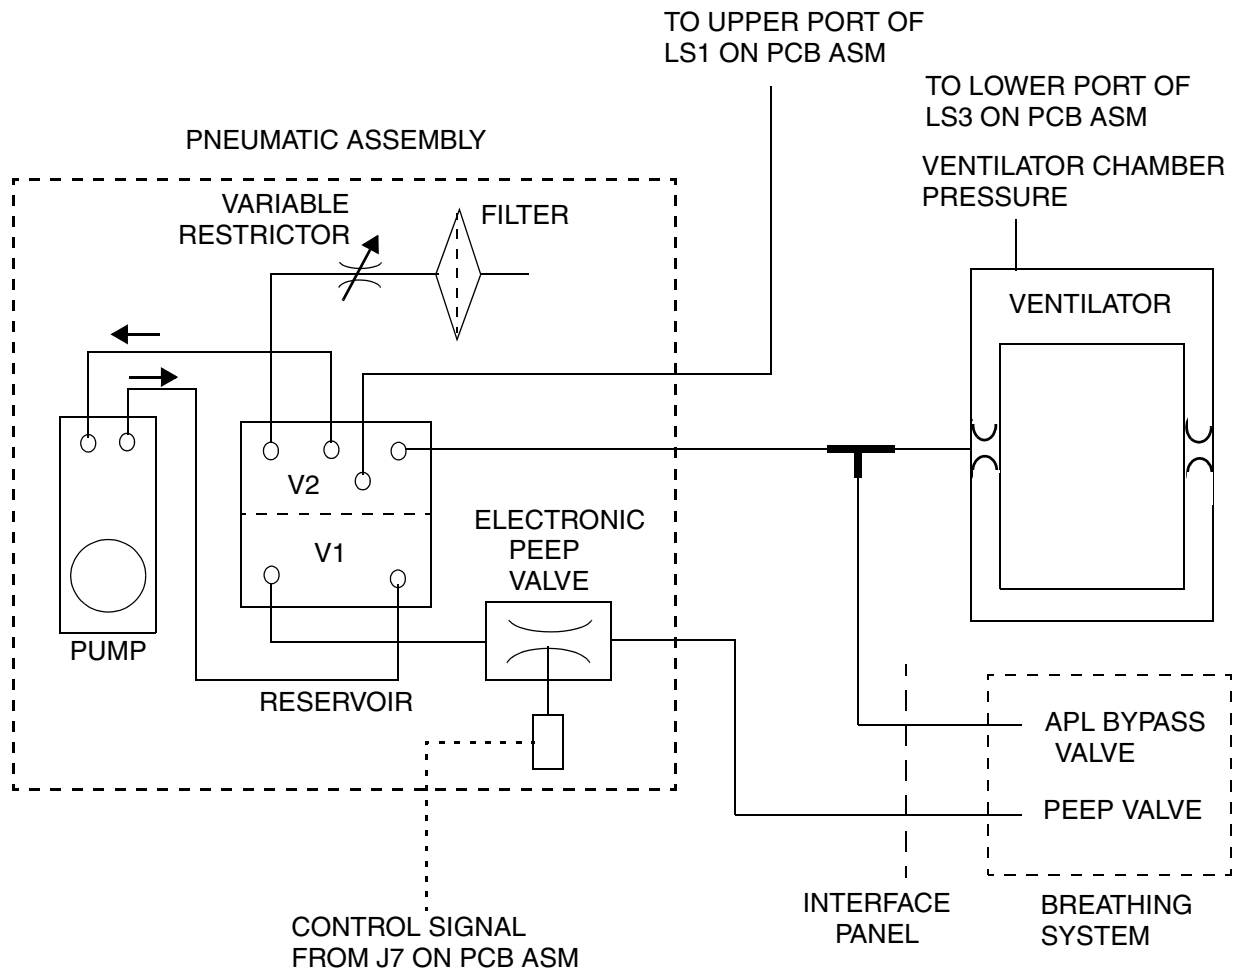 TO UPPER PORT OF
LS1 ON PCB ASM
TO LOWER PORT OF
LS3 ON PCB ASM
PNEUMATIC ASSEMBLY
VENTILATOR CHAMBER
PRESSURE
VARIABLE
RESTRICTOR
FILTER
VENTILATOR
V2
ELECTRONIC
PEEP
VALVE
V1
PUMP
RESERVOIR
APL BYPASS
VALVE
PEEP VALVE
INTERFACE
PANEL
BREATHING
SYSTEM
CONTROL SIGNAL
FROM J7 ON PCB ASM